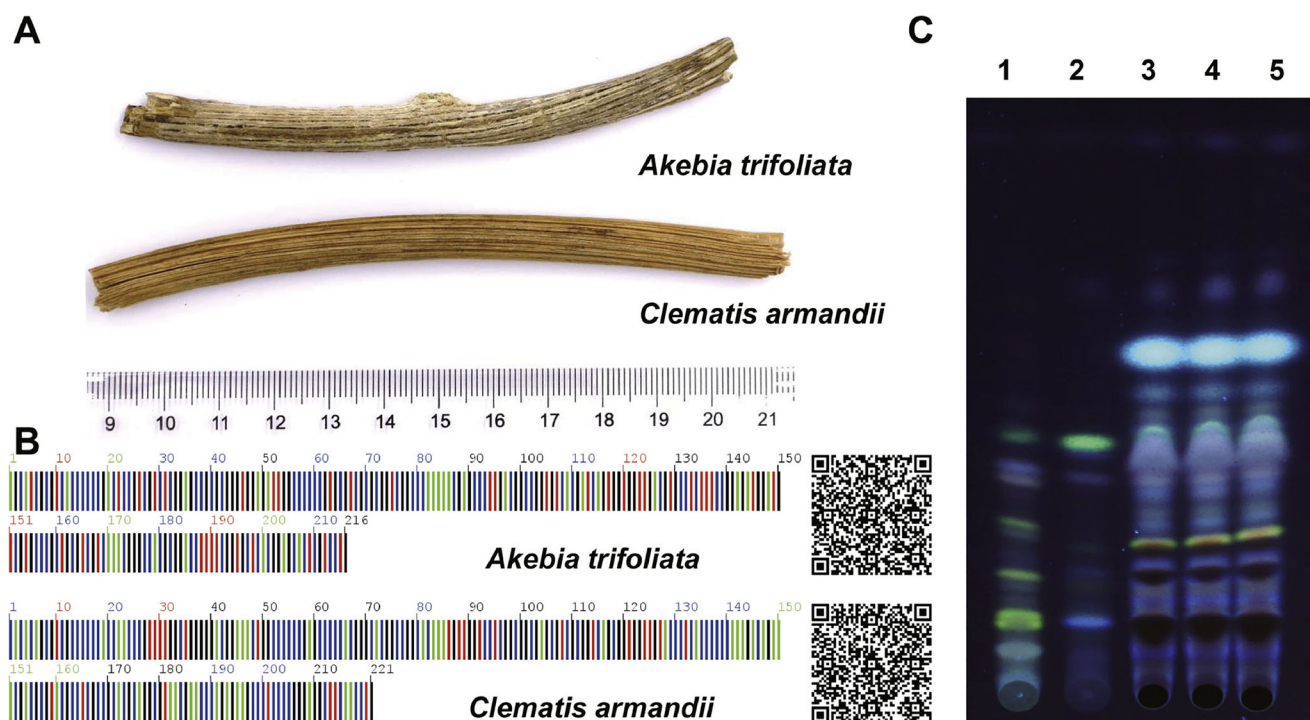 A
Akebia trifoliata
Clematis armandii
9 10 11 12 13 14 15 16 17 18 19 20 21
B
1 10 20 30 40 50 60 70 80 90 100 110 120 130 140 150
151 160 170 180 190 200 210 216
Akebia trifoliata
1 10 20 30 40 50 60 70 80 90 100 110 120 130 140 150
151 160 170 180 190 200 210 221
Clematis armandii
C
1 2 3 4 5